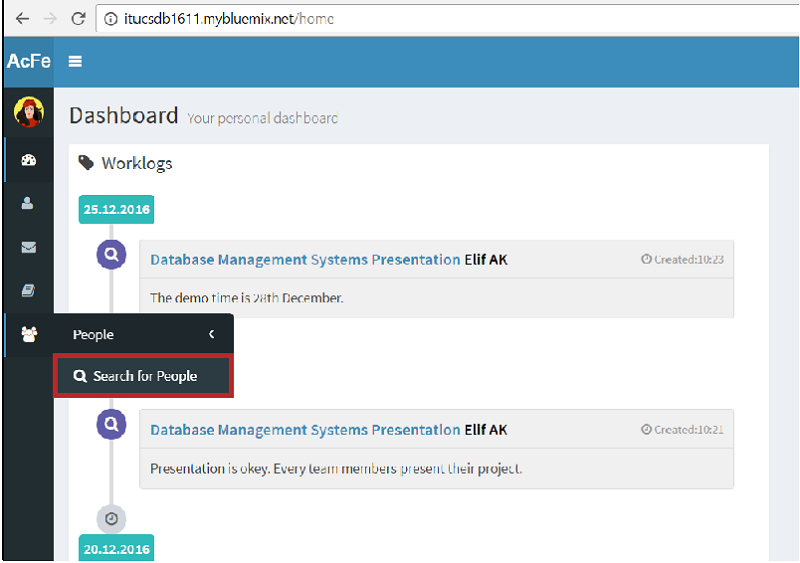 itucsdb1611.mybluemix.net/home
AcFe
Dashboard Your personal dashboard
Worklogs
25.12.2016
Database Management Systems Presentation Elif AK Created:10:23
The demo time is 28th December.
People
Search for People
Database Management Systems Presentation Elif AK Created:10:21
Presentation is okey. Every team members present their project.
20.12.2016